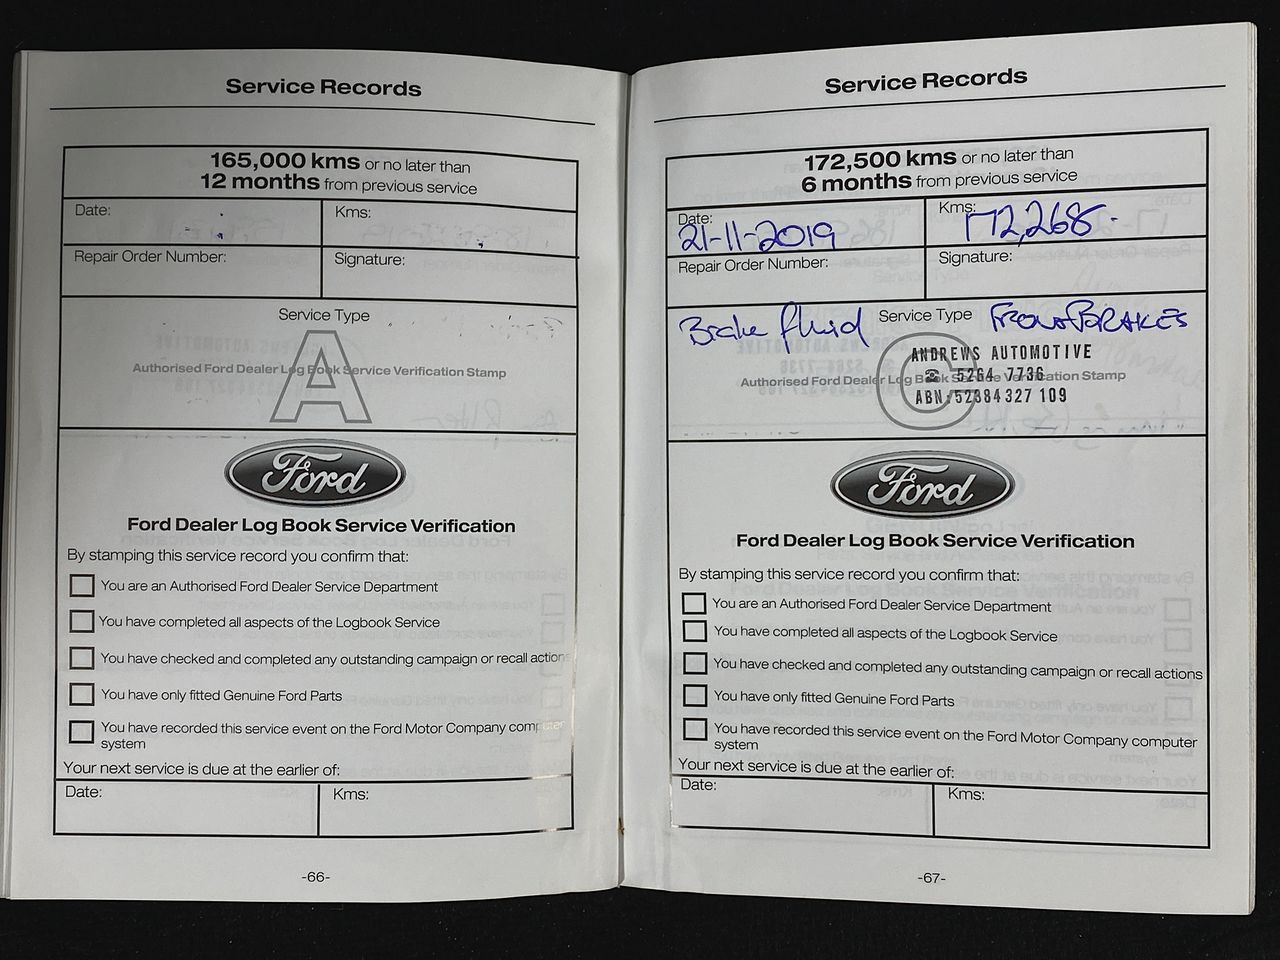 Service Records
165,000 kms or no later than
12 months from previous service
Date:
Kms:
Repair Order Number:
Signature:
Service Type
A
Authorised Ford Dealer Log Book Service Verification Stamp
Ford
Ford Dealer Log Book Service Verification
By stamping this service record you confirm that:
You are an Authorised Ford Dealer Service Department
You have completed all aspects of the Logbook Service
You have checked and completed any outstanding campaign or recall actions
You have only fitted Genuine Ford Parts
You have recorded this service event on the Ford Motor Company computer
system
Your next service is due at the earlier of:
Date:
Kms:
-66-
Service Records
172,500 kms or no later than
6 months from previous service
Date: 21-11-2019
Kms: 172,268
Repair Order Number:
Signature:
Brake fluid Service Type FRONT BRAKES
C
ANDREWS AUTOMOTIVE
☎ 5264 7736
Authorised Ford Dealer Log Book Service Verification Stamp
ABN 52384327 109
Ford
Ford Dealer Log Book Service Verification
By stamping this service record you confirm that:
You are an Authorised Ford Dealer Service Department
You have completed all aspects of the Logbook Service
You have checked and completed any outstanding campaign or recall actions
You have only fitted Genuine Ford Parts
You have recorded this service event on the Ford Motor Company computer
system
Your next service is due at the earlier of:
Date:
Kms:
-67-